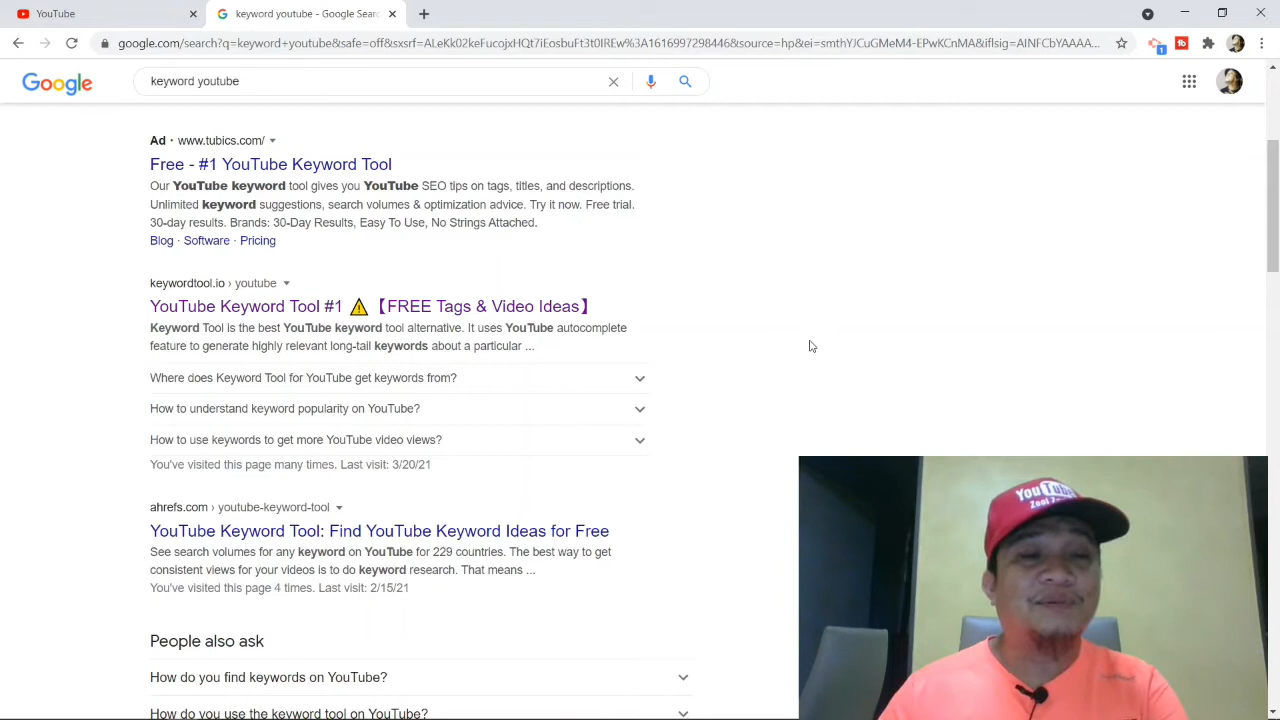 YouTube
keyword youtube - Google Sear
google.com/search?q=keyword+youtube&safe=off&sxsrf=ALeKk02keFucojxHQt7iEosbuFt3t0IREw%3A1616997298446&source=hp&ei=smthYJCuGMeM4-EPwKCnMA&iflsig=AINFCbYAAAA...
1
tb
Google
keyword youtube
Ad · www.tubics.com/
Free - #1 YouTube Keyword Tool
Our YouTube keyword tool gives you YouTube SEO tips on tags, titles, and descriptions.
Unlimited keyword suggestions, search volumes & optimization advice. Try it now. Free trial.
30-day results. Brands: 30-Day Results, Easy To Use, No Strings Attached.
Blog · Software · Pricing
keywordtool.io › youtube
YouTube Keyword Tool #1 ⚠️【FREE Tags & Video Ideas】
Keyword Tool is the best YouTube keyword tool alternative. It uses YouTube autocomplete
feature to generate highly relevant long-tail keywords about a particular ...
Where does Keyword Tool for YouTube get keywords from?
How to understand keyword popularity on YouTube?
How to use keywords to get more YouTube video views?
You've visited this page many times. Last visit: 3/20/21
ahrefs.com › youtube-keyword-tool
YouTube Keyword Tool: Find YouTube Keyword Ideas for Free
See search volumes for any keyword on YouTube for 229 countries. The best way to get
consistent views for your videos is to do keyword research. That means ...
You've visited this page 4 times. Last visit: 2/15/21
People also ask
How do you find keywords on YouTube?
How do you use the keyword tool on YouTube?
YouTube